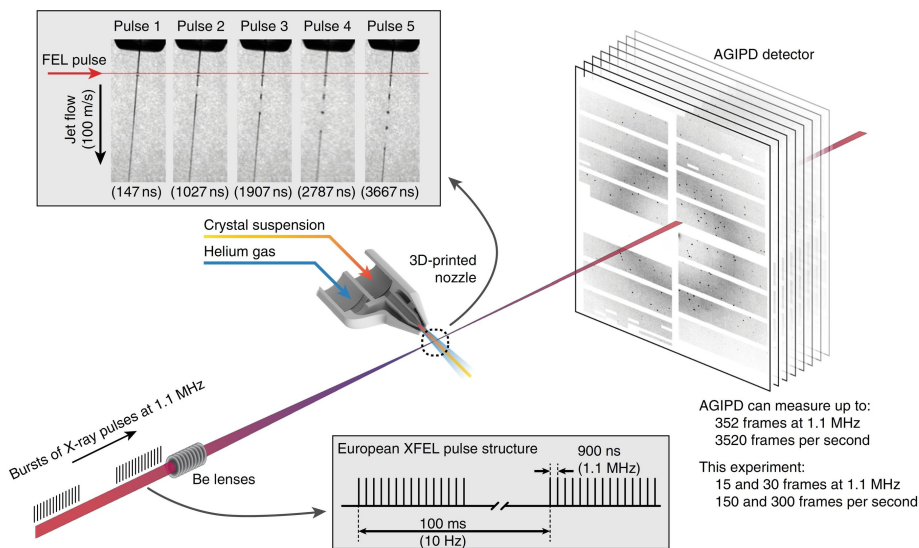 Pulse 1 Pulse 2 Pulse 3 Pulse 4 Pulse 5
FEL pulse
Jet flow
(100 m/s)
(147 ns) (1027 ns) (1907 ns) (2787 ns) (3667 ns)
AGIPD detector
Crystal suspension
Helium gas
3D-printed
nozzle
Bursts of X-ray pulses at 1.1 MHz
Be lenses
European XFEL pulse structure
900 ns
(1.1 MHz)
100 ms
(10 Hz)
AGIPD can measure up to:
352 frames at 1.1 MHz
3520 frames per second
This experiment:
15 and 30 frames at 1.1 MHz
150 and 300 frames per second